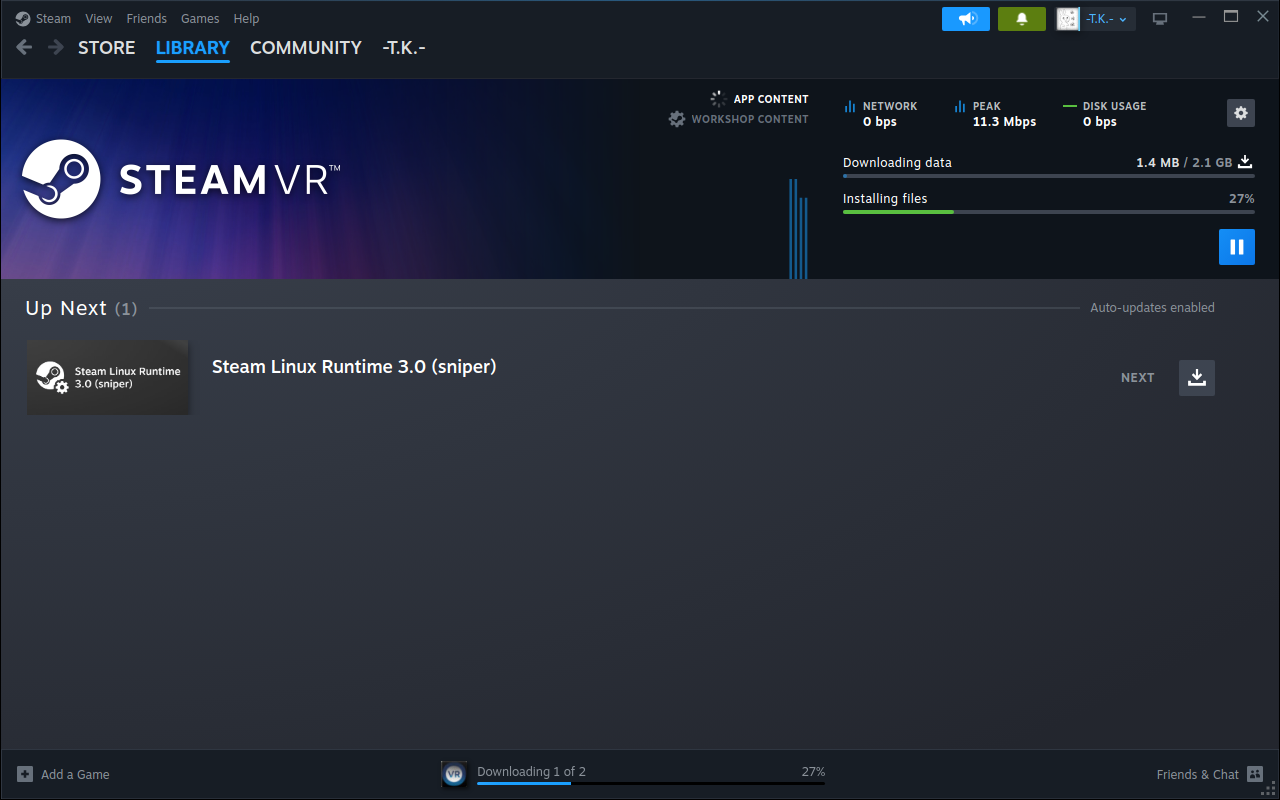 Steam View Friends Games Help
-T.K.-
STORE LIBRARY COMMUNITY -T.K.-
APP CONTENT
WORKSHOP CONTENT
NETWORK
0 bps
PEAK
11.3 Mbps
DISK USAGE
0 bps
STEAMVR™
Downloading data 1.4 MB / 2.1 GB
Installing files 27%
Up Next (1)
Auto-updates enabled
Steam Linux Runtime
3.0 (sniper)
Steam Linux Runtime 3.0 (sniper)
NEXT
Add a Game
VR
Downloading 1 of 2 27%
Friends & Chat